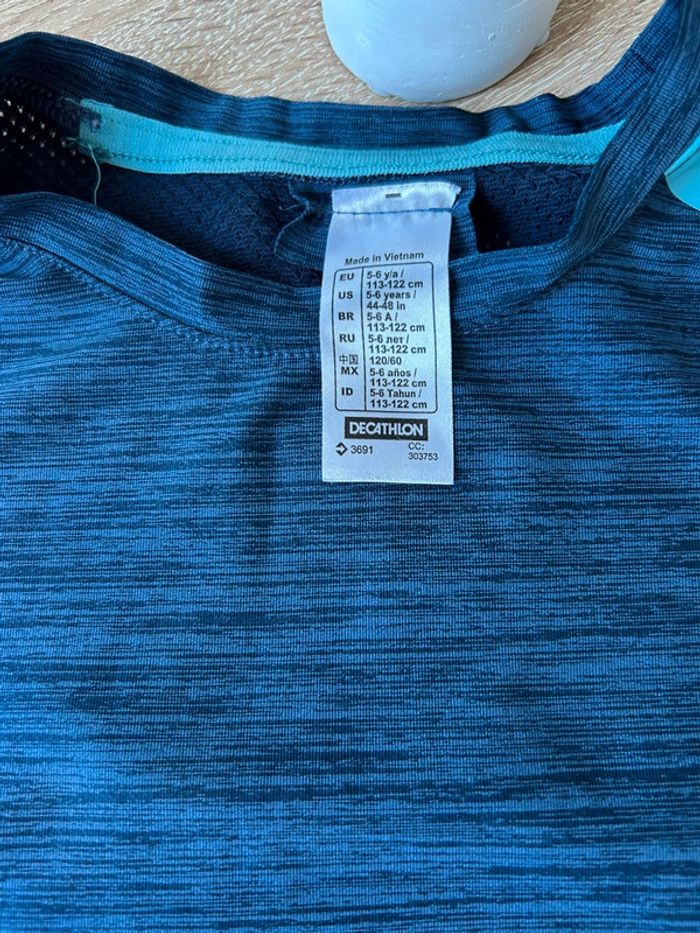 Made in Vietnam
EU 5-6 y/a /
113-122 cm
US 5-6 years /
44-48 in
BR 5-6 A /
113-122 cm
RU 5-6 лет /
113-122 cm
中国 120/60
MX 5-6 años /
113-122 cm
ID 5-6 Tahun /
113-122 cm
DECATHLON
3691 CC:
303753